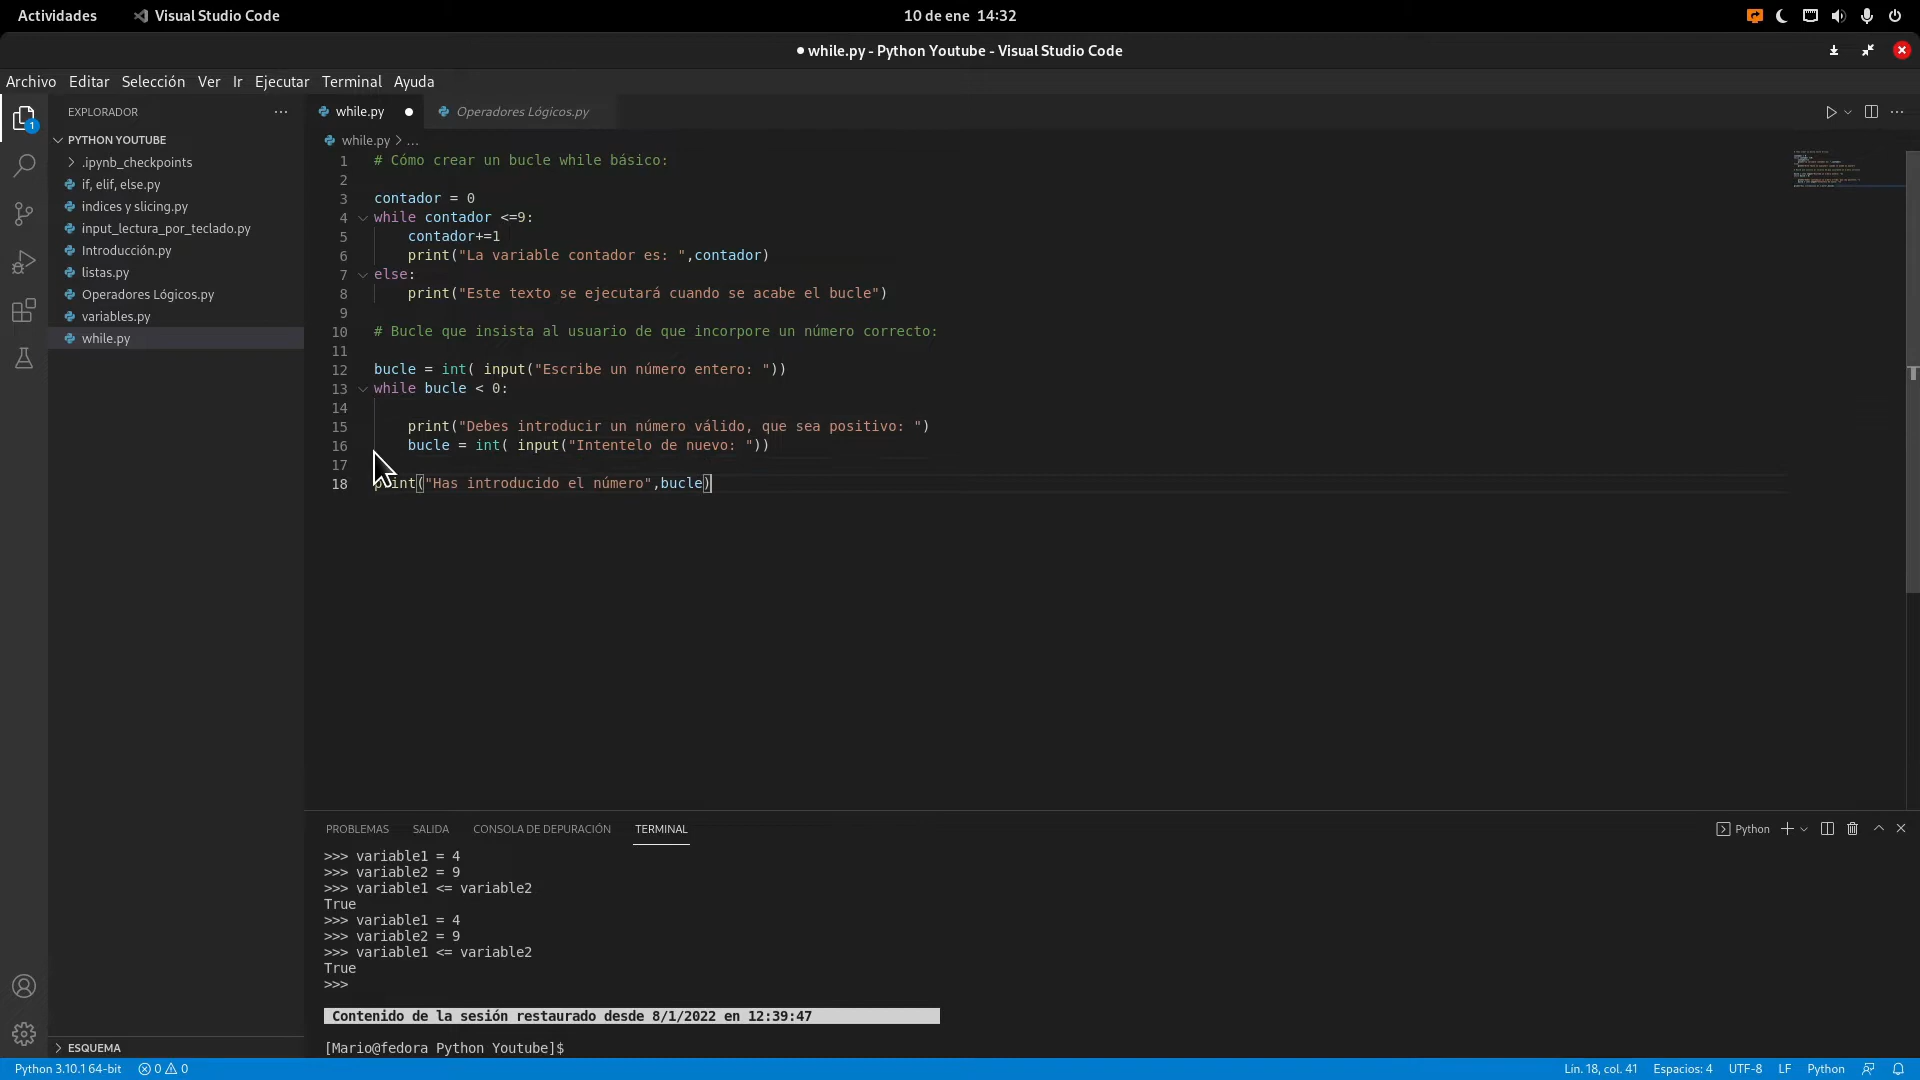 Actividades Visual Studio Code 10 de ene 14:32
● while.py - Python Youtube - Visual Studio Code
Archivo Editar Selección Ver Ir Ejecutar Terminal Ayuda
EXPLORADOR
1
PYTHON YOUTUBE
.ipynb_checkpoints
if, elif, else.py
indices y slicing.py
input_lectura_por_teclado.py
Introducción.py
listas.py
Operadores Lógicos.py
variables.py
while.py
ESQUEMA
while.py Operadores Lógicos.py
while.py > ...
1 # Cómo crear un bucle while básico:
2
3 contador = 0
4 while contador <=9:
5 contador+=1
6 print("La variable contador es: ",contador)
7 else:
8 print("Este texto se ejecutará cuando se acabe el bucle")
9
10 # Bucle que insista al usuario de que incorpore un número correcto:
11
12 bucle = int( input("Escribe un número entero: "))
13 while bucle < 0:
14
15 print("Debes introducir un número válido, que sea positivo: ")
16 bucle = int( input("Intentelo de nuevo: "))
17
18 print("Has introducido el número",bucle)
PROBLEMAS SALIDA CONSOLA DE DEPURACIÓN TERMINAL Python
>>> variable1 = 4
>>> variable2 = 9
>>> variable1 <= variable2
True
>>> variable1 = 4
>>> variable2 = 9
>>> variable1 <= variable2
True
>>>
Contenido de la sesión restaurado desde 8/1/2022 en 12:39:47
[Mario@fedora Python Youtube]$
Python 3.10.1 64-bit 0 0 Lín. 18, col. 41 Espacios: 4 UTF-8 LF Python